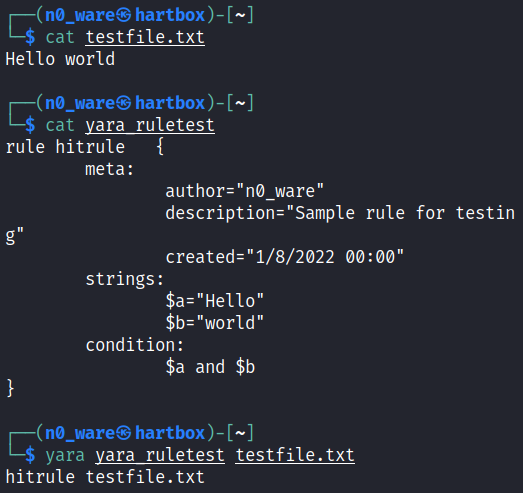 ┌──(n0_ware㉿hartbox)-[~]
└─$ cat testfile.txt
Hello world

┌──(n0_ware㉿hartbox)-[~]
└─$ cat yara_ruletest
rule hitrule   {
        meta:
                author="n0_ware"
                description="Sample rule for testin
g"
                created="1/8/2022 00:00"
        strings:
                $a="Hello"
                $b="world"
        condition:
                $a and $b
}

┌──(n0_ware㉿hartbox)-[~]
└─$ yara yara_ruletest testfile.txt
hitrule testfile.txt